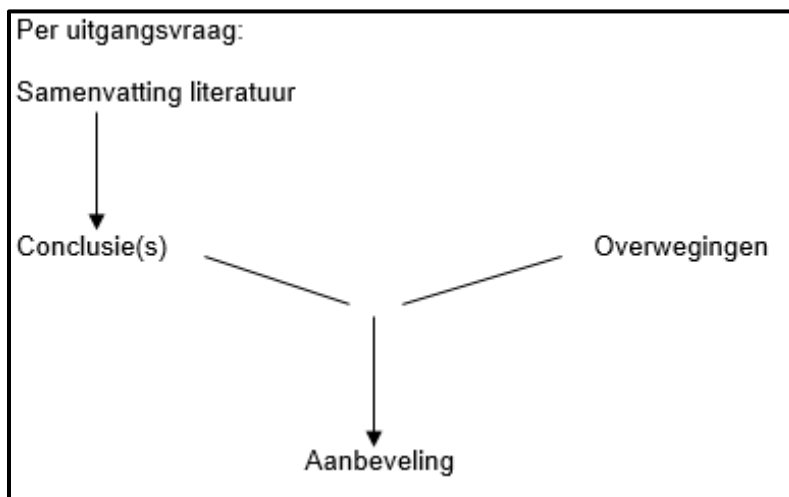 Per uitgangsvraag:
Samenvatting literatuur
Conclusie(s) Overwegingen
Aanbeveling